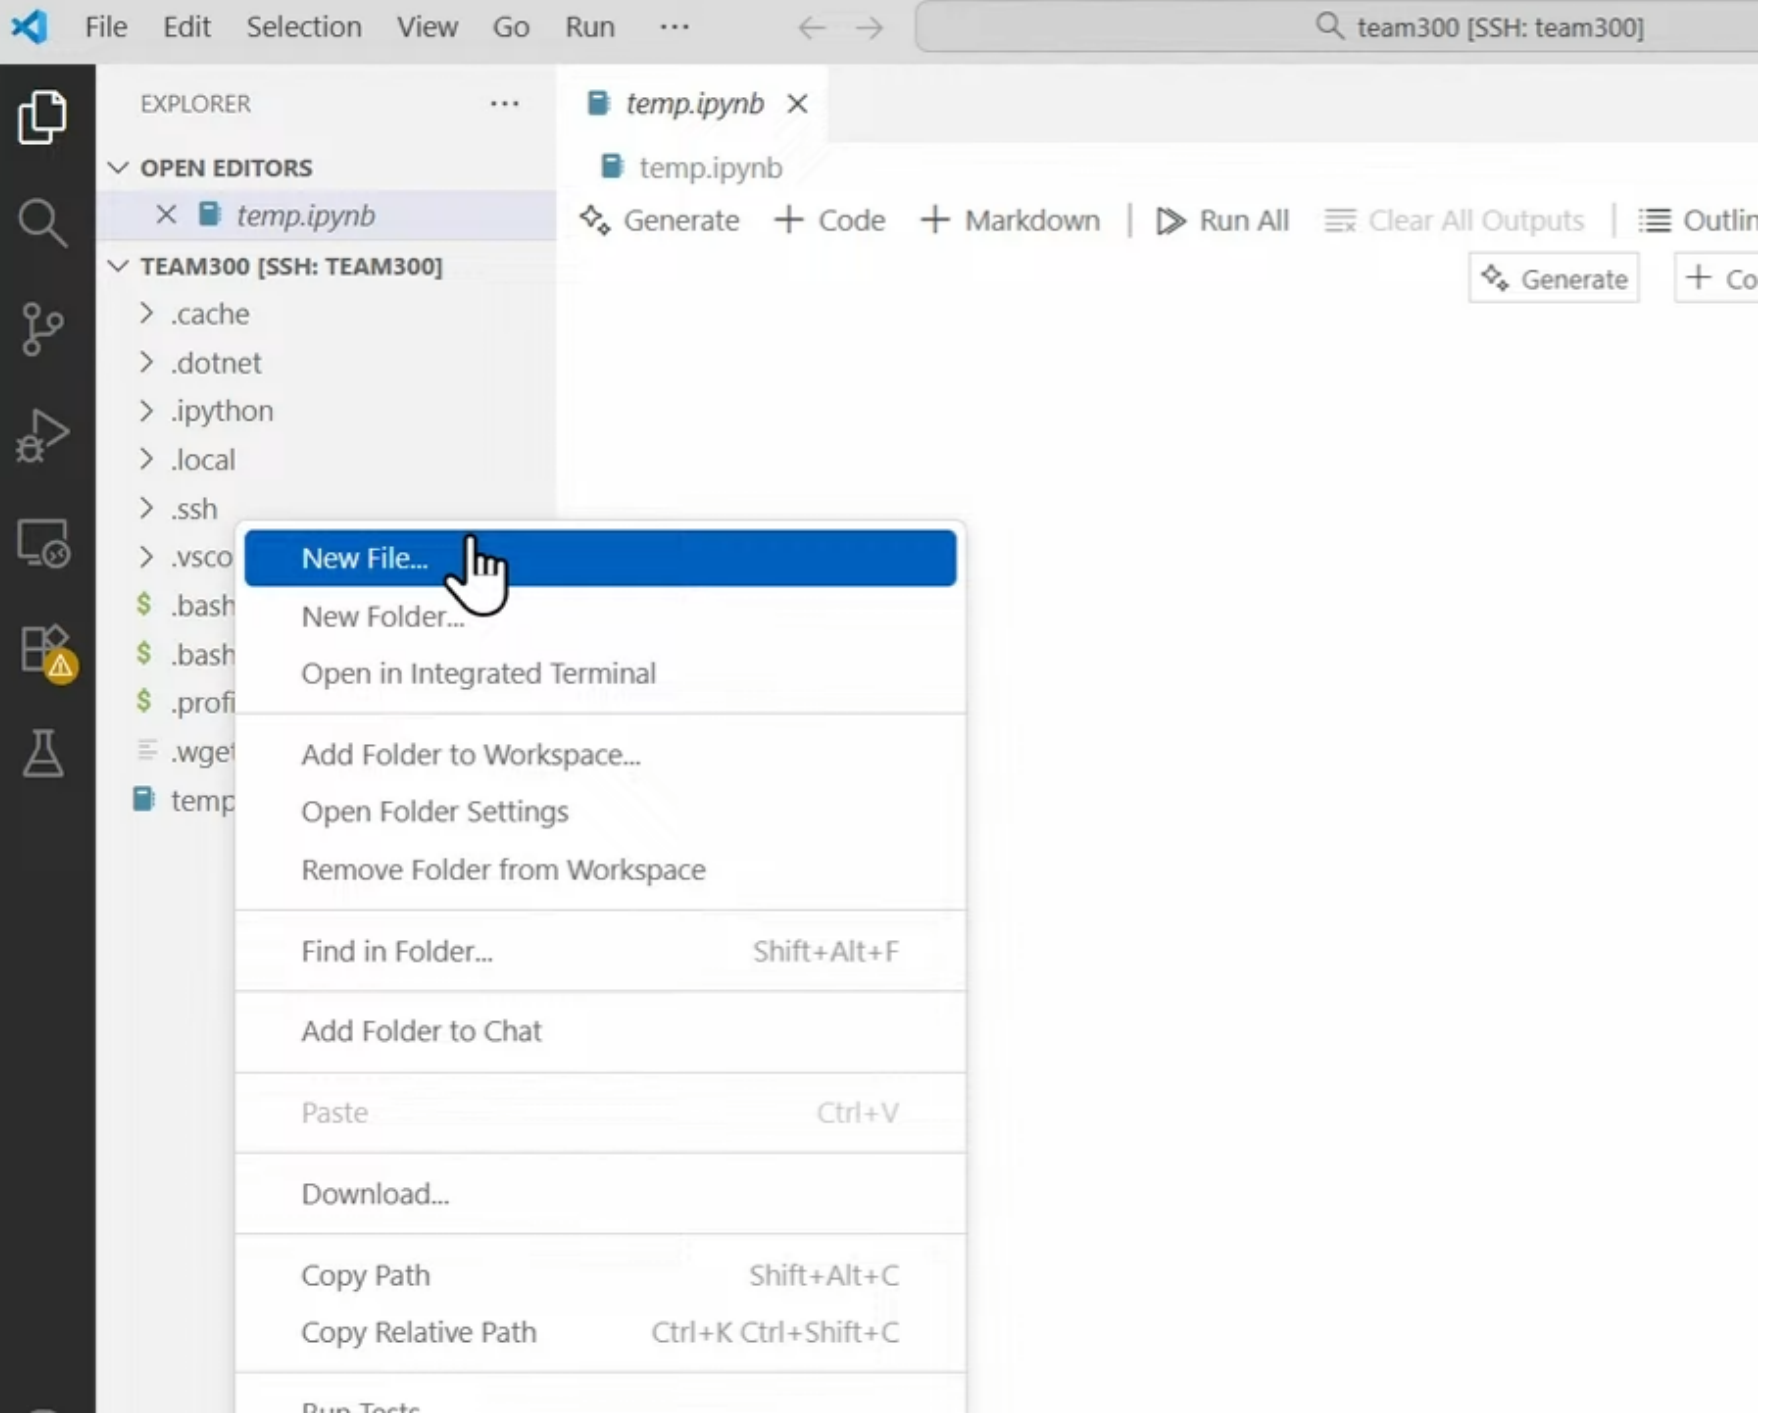 File Edit Selection View Go Run ... team300 [SSH: team300]
EXPLORER ...
temp.ipynb
OPEN EDITORS
temp.ipynb
temp.ipynb
Generate + Code + Markdown | Run All Clear All Outputs | Outlin
TEAM300 [SSH: TEAM300]
Generate + Co
.cache
.dotnet
.ipython
.local
.ssh
.vsco
$ .bash
$ .bash
$ .profi
.wget
temp
New File...
New Folder...
Open in Integrated Terminal
Add Folder to Workspace...
Open Folder Settings
Remove Folder from Workspace
Find in Folder... Shift+Alt+F
Add Folder to Chat
Paste Ctrl+V
Download...
Copy Path Shift+Alt+C
Copy Relative Path Ctrl+K Ctrl+Shift+C
Run Tests